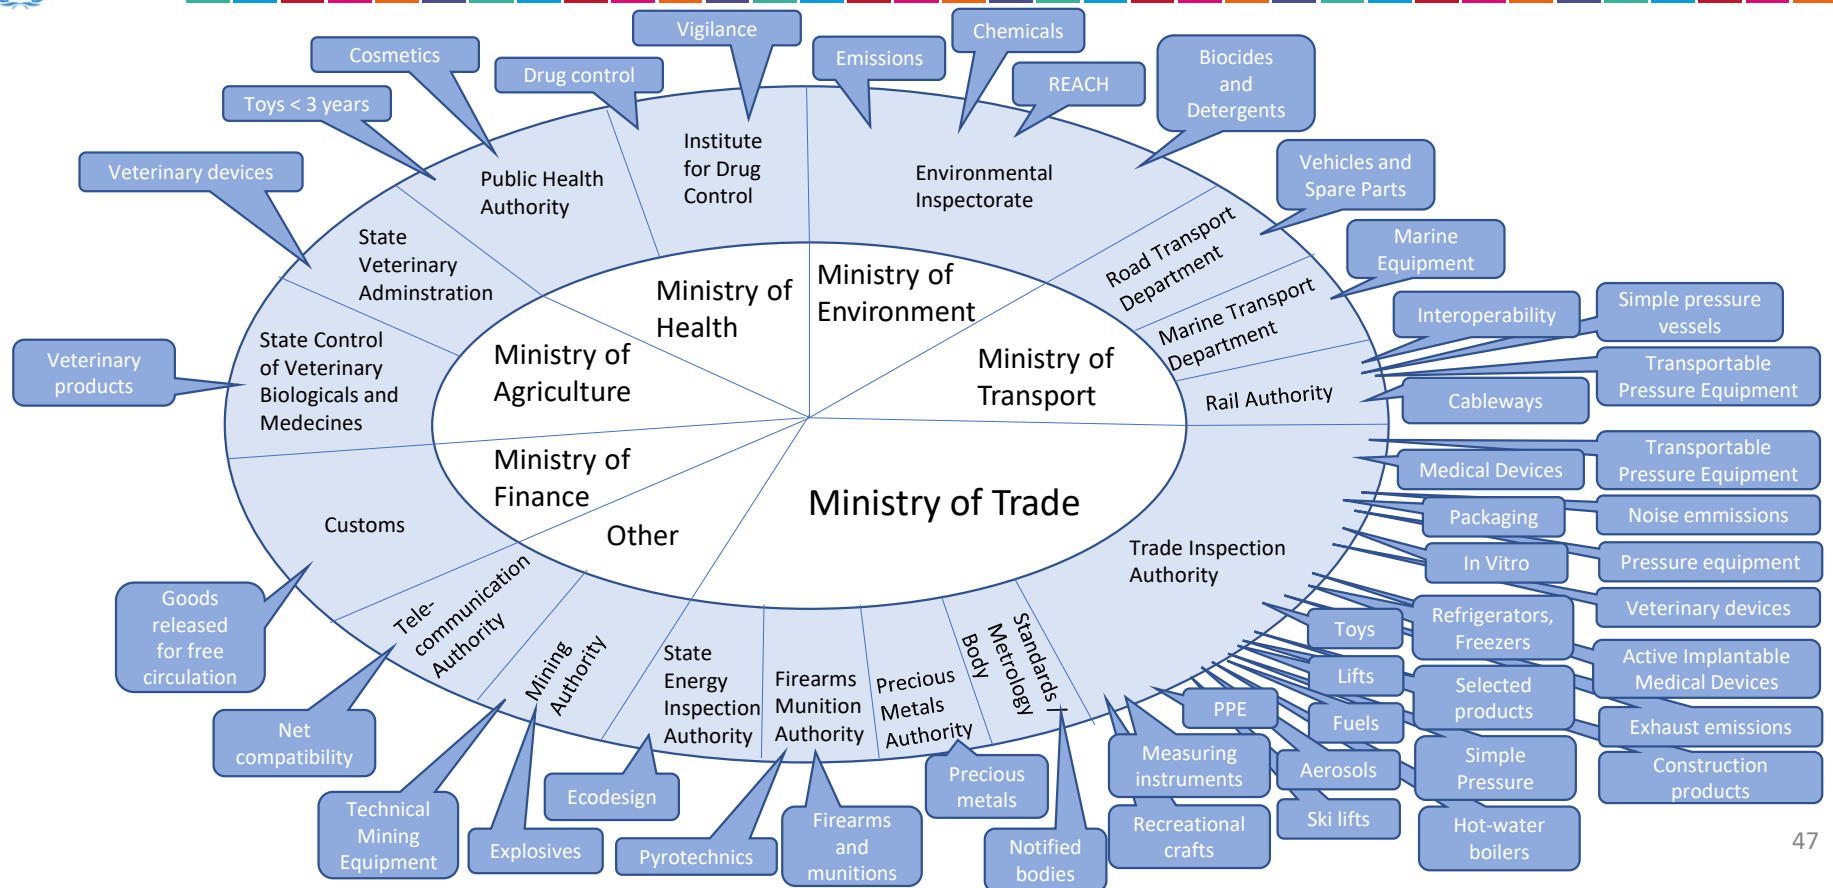 Vigilance
Chemicals
Cosmetics
Drug control
Emissions
Biocides
and
Detergents
Toys < 3 years
REACH
Veterinary devices
Vehicles and
Spare Parts
Public Health
Authority
Institute
for Drug
Control
Environmental
Inspectorate
Road Transport
Department
Marine
Equipment
State
Veterinary
Adminstration
Ministry of
Health
Ministry of
Environment
Marine Transport
Department
Interoperability
Simple pressure
vessels
Veterinary
products
State Control
of Veterinary
Biologicals and
Medecines
Ministry of
Agriculture
Ministry of
Transport
Rail Authority
Cableways
Transportable
Pressure Equipment
Ministry of
Finance
Ministry of Trade
Medical Devices
Transportable
Pressure Equipment
Customs
Other
Trade Inspection
Authority
Packaging
Noise emmissions
In Vitro
Pressure equipment
Veterinary devices
Goods
released
for free
circulation
Tele-
communication
Authority
Mining
Authority
State
Energy
Inspection
Authority
Firearms
Munition
Authority
Precious
Metals
Authority
Standards /
Metrology
Body
Toys
Refrigerators,
Freezers
Lifts
Active Implantable
Medical Devices
Selected
products
PPE
Fuels
Exhaust emissions
Net
compatibility
Measuring
instruments
Aerosols
Simple
Pressure
Construction
products
Technical
Mining
Equipment
Explosives
Ecodesign
Pyrotechnics
Firearms
and
munitions
Precious
metals
Notified
bodies
Recreational
crafts
Ski lifts
Hot-water
boilers
47